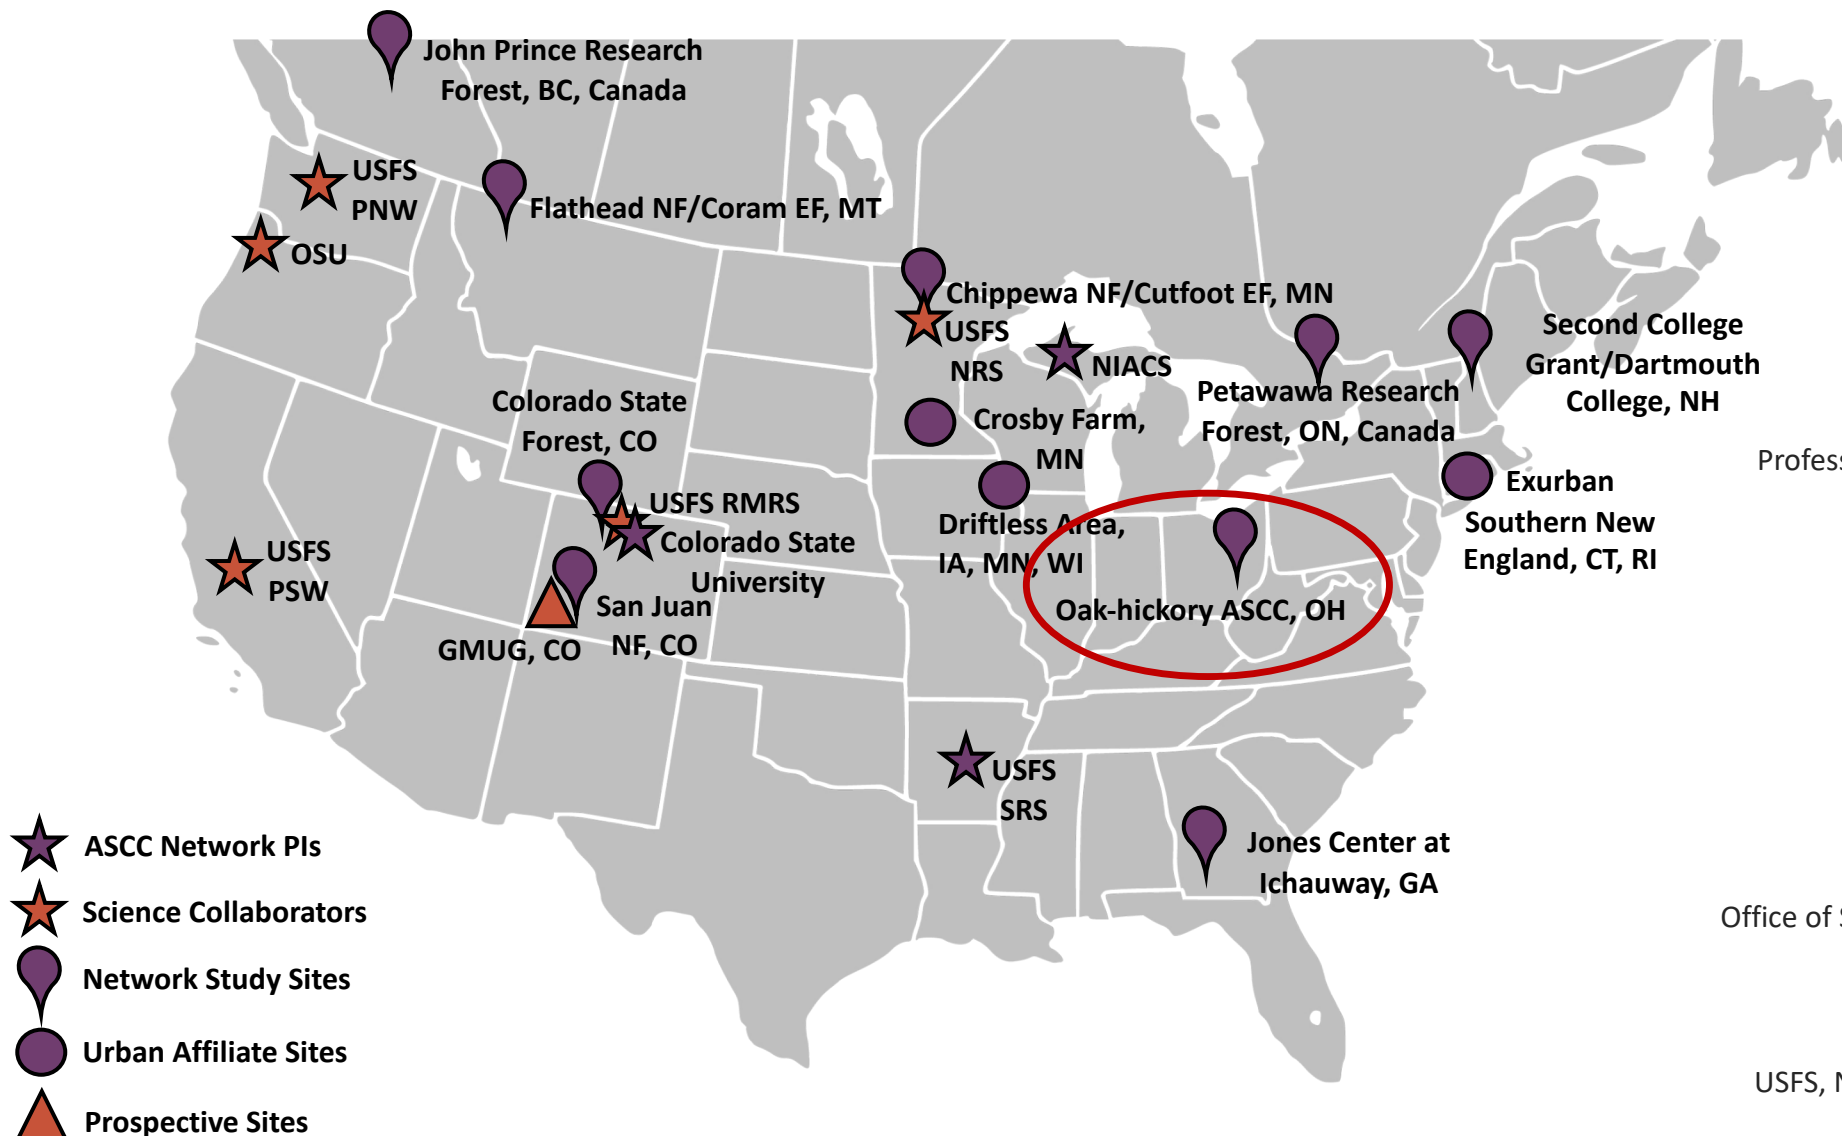 John Prince Research
Forest, BC, Canada
USFS
PNW
Flathead NF/Coram EF, MT
OSU
Chippewa NF/Cutfoot EF, MN
USFS
NRS
NIACS
Second College
Grant/Dartmouth
College, NH
Petawawa Research
Forest, ON, Canada
Colorado State
Forest, CO
Crosby Farm,
MN
Profess
Exurban
Southern New
England, CT, RI
USFS RMRS
Colorado State
University
Driftless Area,
IA, MN, WI
USFS
PSW
San Juan
NF, CO
GMUG, CO
Oak-hickory ASCC, OH
USFS
SRS
Jones Center at
Ichauway, GA
ASCC Network PIs
Science Collaborators
Network Study Sites
Urban Affiliate Sites
Prospective Sites
Office of
USFS,